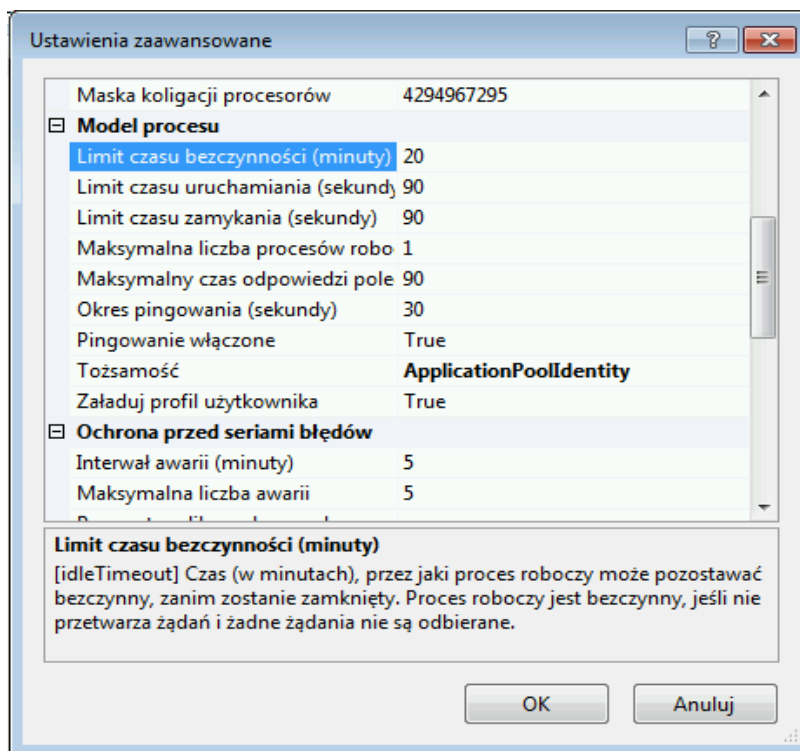 Ustawienia zaawansowane
Maska koligacji procesorów 4294967295
Model procesu
Limit czasu bezczynności (minuty) 20
Limit czasu uruchamiania (sekundy 90
Limit czasu zamykania (sekundy) 90
Maksymalna liczba procesów robo 1
Maksymalny czas odpowiedzi pole 90
Okres pingowania (sekundy) 30
Pingowanie włączone True
Tożsamość ApplicationPoolIdentity
Załaduj profil użytkownika True
Ochrona przed seriami błędów
Interwał awarii (minuty) 5
Maksymalna liczba awarii 5
Limit czasu bezczynności (minuty)
[idleTimeout] Czas (w minutach), przez jaki proces roboczy może pozostawać
bezczynny, zanim zostanie zamknięty. Proces roboczy jest bezczynny, jeśli nie
przetwarza żądań i żadne żądania nie są odbierane.
OK Anuluj